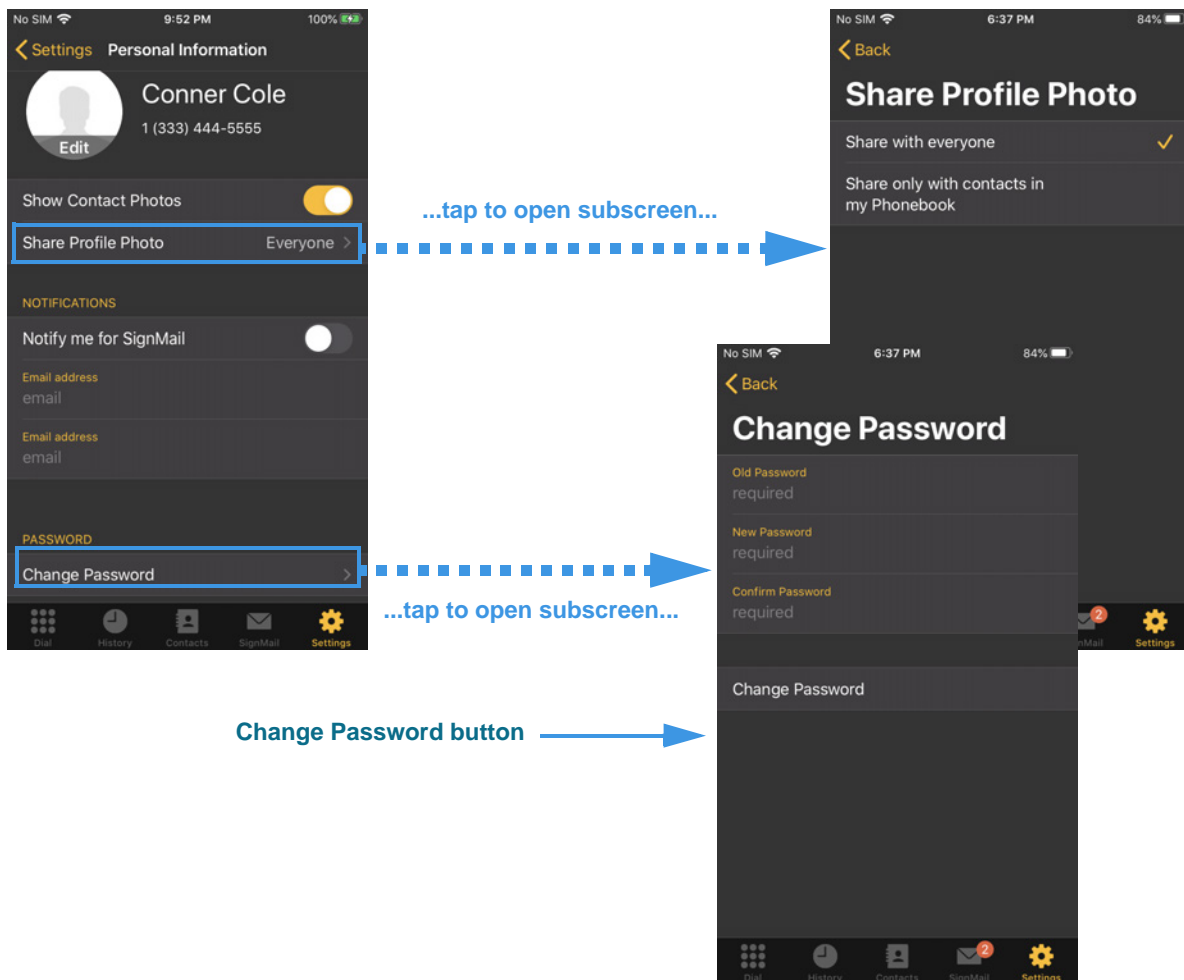 No SIM 9:52 PM 100%
Settings Personal Information
Conner Cole
1 (333) 444-5555
Edit
Show Contact Photos
Share Profile Photo Everyone
NOTIFICATIONS
Notify me for SignMail
Email address
email
Email address
email
PASSWORD
Change Password
Dial History Contacts SignMail Settings
...tap to open subscreen...
No SIM 6:37 PM 84%
Back
Share Profile Photo
Share with everyone
Share only with contacts in
my Phonebook
2
nMail Settings
...tap to open subscreen...
No SIM 6:37 PM 84%
Back
Change Password
Old Password
required
New Password
required
Confirm Password
required
Change Password
Change Password button
2
Dial History Contacts SignMail Settings